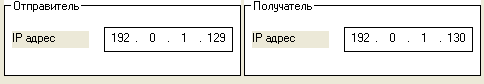 Отправитель
IP адрес 192 . 0 . 1 . 129
Получатель
IP адрес 192 . 0 . 1 . 130